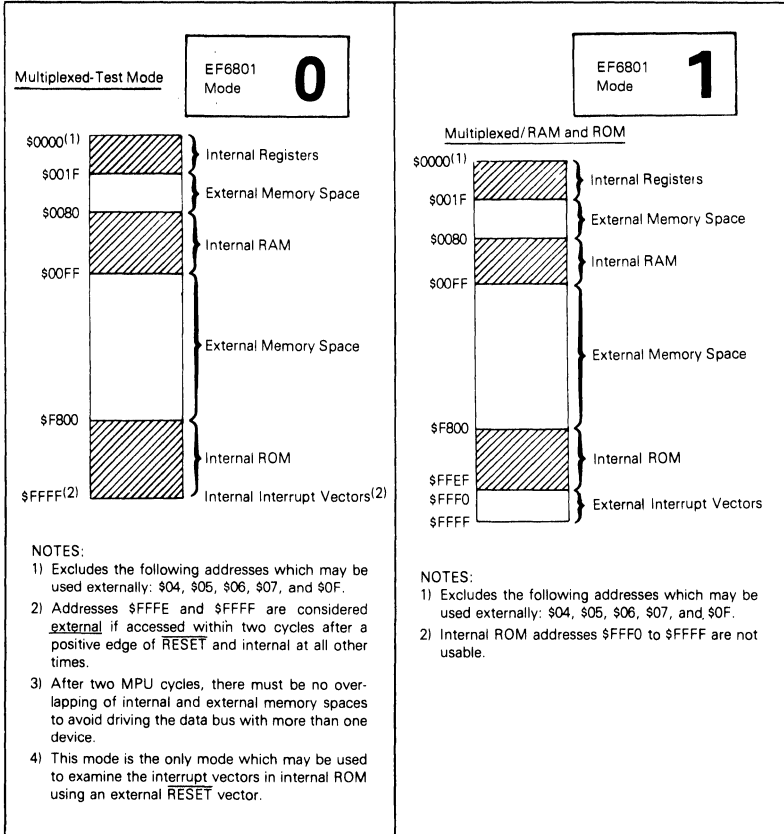 Multiplexed-Test Mode
EF6801
Mode
0
$0000(1)
Internal Registers
$001F
External Memory Space
$0080
Internal RAM
$00FF
External Memory Space
$F800
Internal ROM
$FFFF(2)
Internal Interrupt Vectors(2)
NOTES:
1) Excludes the following addresses which may be
used externally: $04, $05, $06, $07, and $0F.
2) Addresses $FFFE and $FFFF are considered
external if accessed within two cycles after a
positive edge of RESET and internal at all other
times.
3) After two MPU cycles, there must be no over-
lapping of internal and external memory spaces
to avoid driving the data bus with more than one
device.
4) This mode is the only mode which may be used
to examine the interrupt vectors in internal ROM
using an external RESET vector.
EF6801
Mode
1
Multiplexed/RAM and ROM
$0000(1)
Internal Registers
$001F
External Memory Space
$0080
Internal RAM
$00FF
External Memory Space
$F800
Internal ROM
$FFEF
$FFF0
External Interrupt Vectors
$FFFF
NOTES:
1) Excludes the following addresses which may be
used externally: $04, $05, $06, $07, and, $0F.
2) Internal ROM addresses $FFF0 to $FFFF are not
usable.